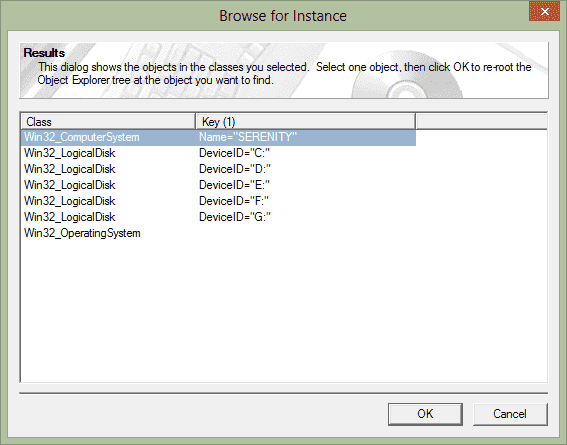 Browse for Instance
Results
This dialog shows the objects in the classes you selected. Select one object, then click OK to re-root the
Object Explorer tree at the object you want to find.
Class Key (1)
Win32_ComputerSystem Name="SERENITY"
Win32_LogicalDisk DeviceID="C:"
Win32_LogicalDisk DeviceID="D:"
Win32_LogicalDisk DeviceID="E:"
Win32_LogicalDisk DeviceID="F:"
Win32_LogicalDisk DeviceID="G:"
Win32_OperatingSystem
OK Cancel